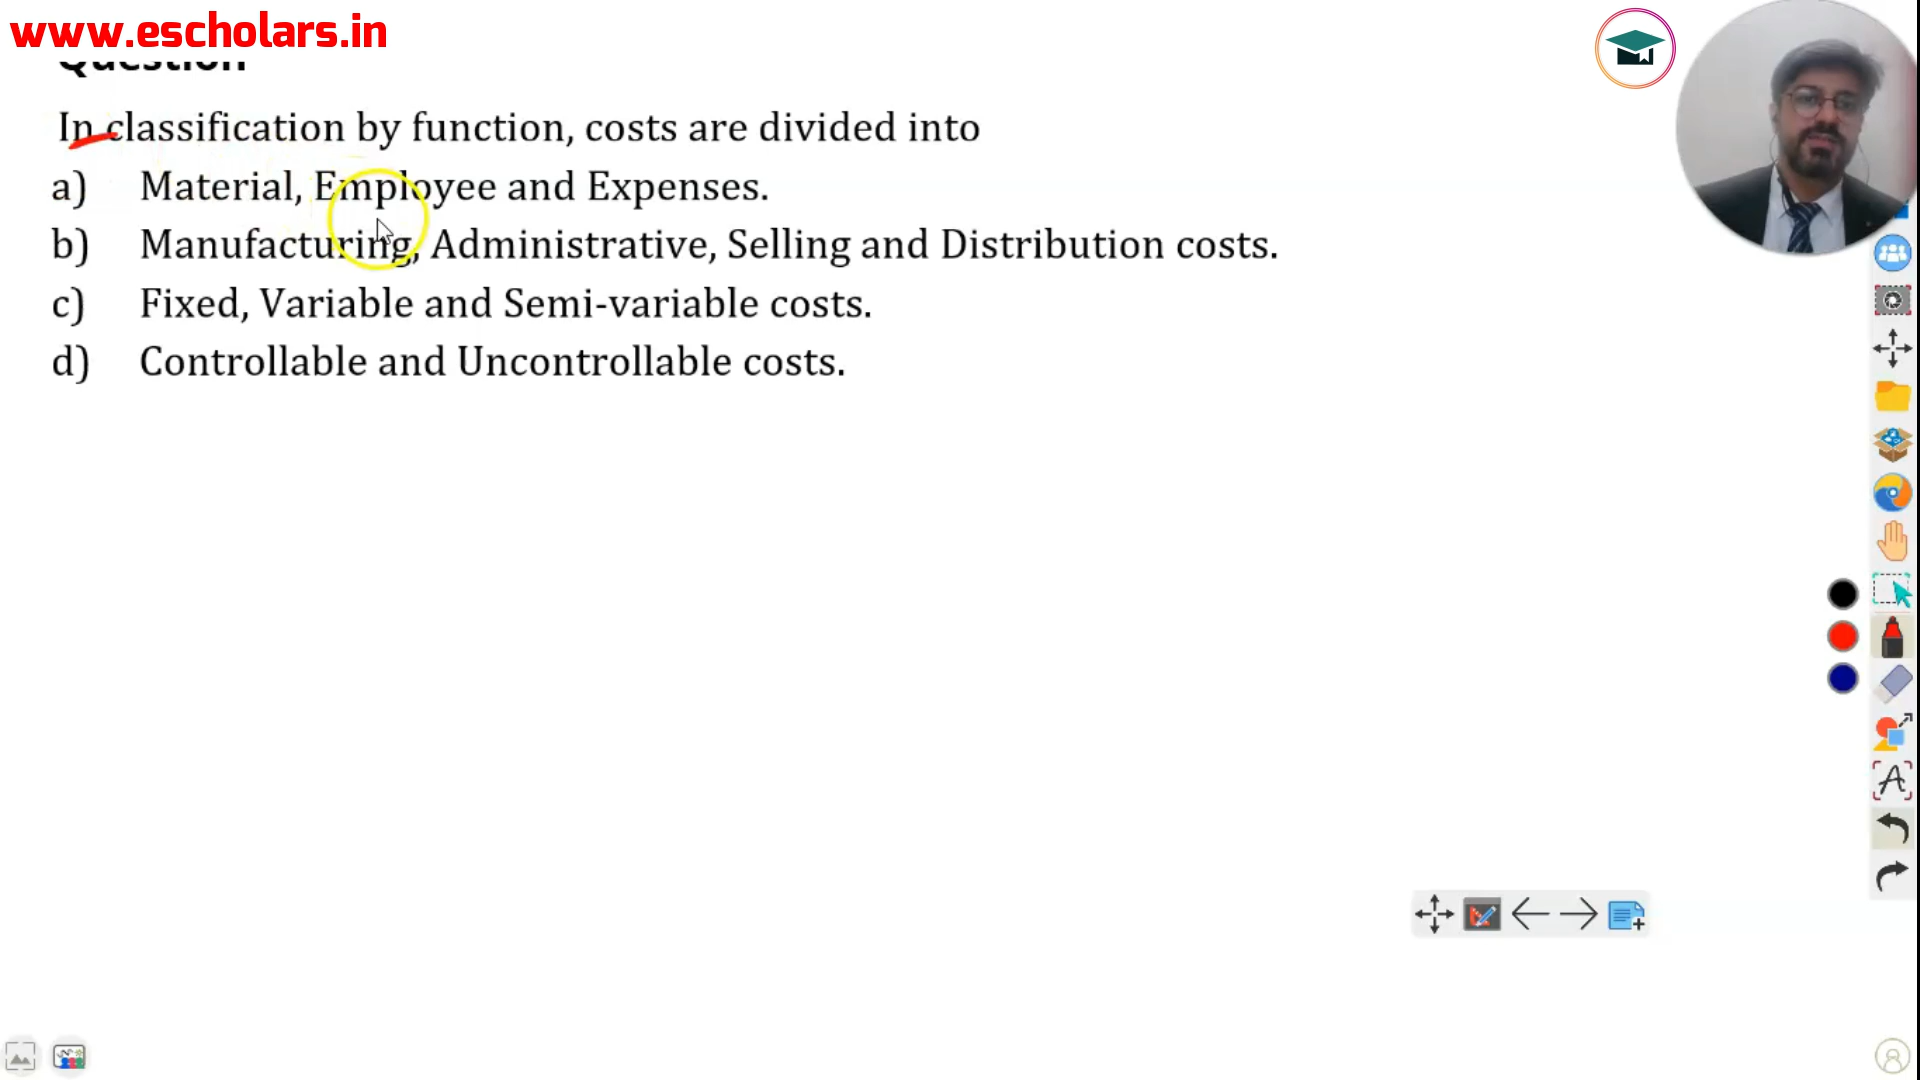 www.escholars.in
Question
In classification by function, costs are divided into
a) Material, Employee and Expenses.
b) Manufacturing, Administrative, Selling and Distribution costs.
c) Fixed, Variable and Semi-variable costs.
d) Controllable and Uncontrollable costs.